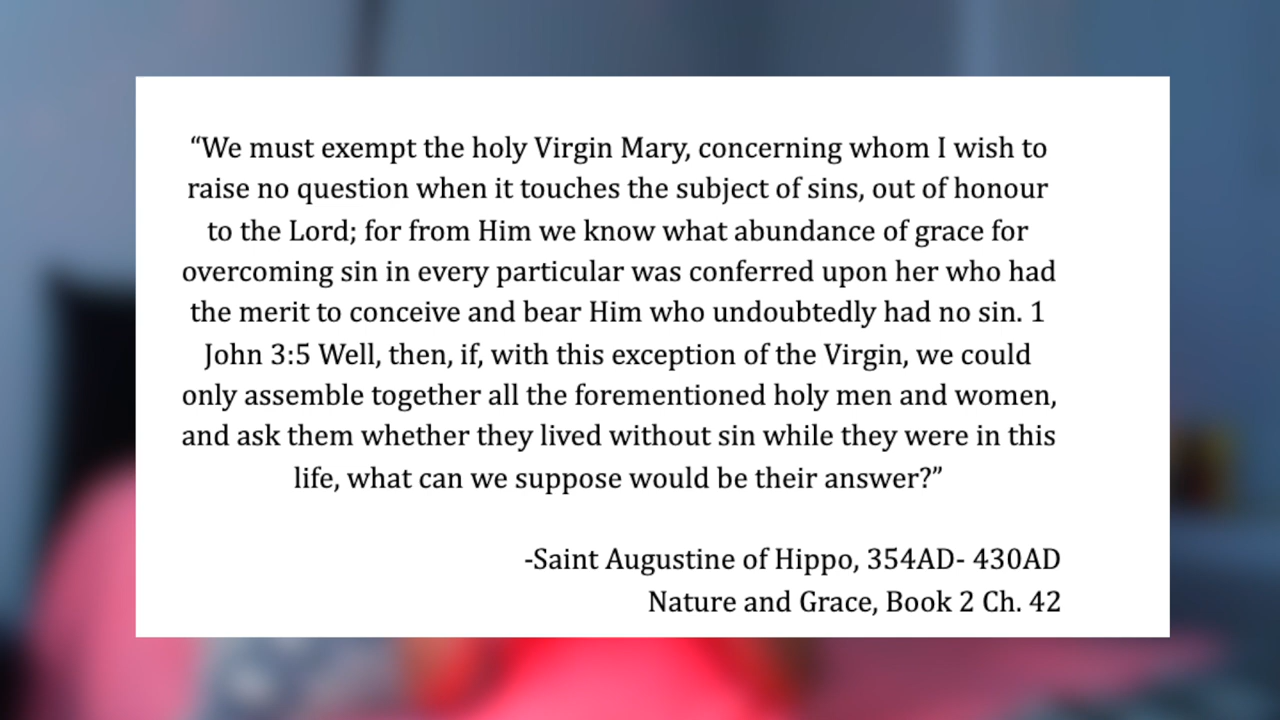 “We must exempt the holy Virgin Mary, concerning whom I wish to
raise no question when it touches the subject of sins, out of honour
to the Lord; for from Him we know what abundance of grace for
overcoming sin in every particular was conferred upon her who had
the merit to conceive and bear Him who undoubtedly had no sin. 1
John 3:5 Well, then, if, with this exception of the Virgin, we could
only assemble together all the forementioned holy men and women,
and ask them whether they lived without sin while they were in this
life, what can we suppose would be their answer?”
-Saint Augustine of Hippo, 354AD- 430AD
Nature and Grace, Book 2 Ch. 42